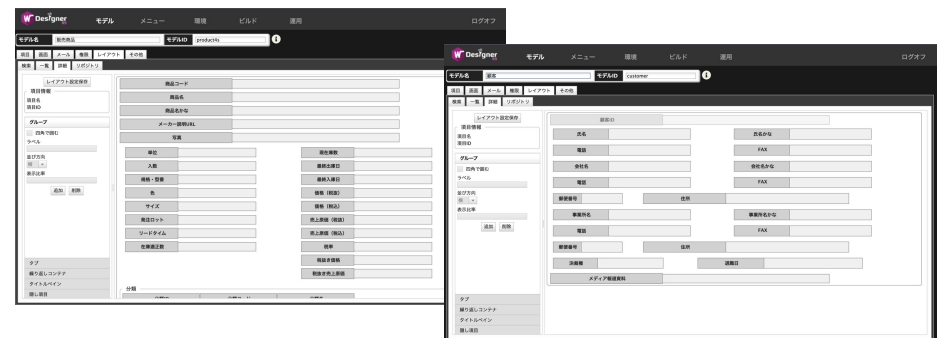 Designer モデル メニュー 環境 ビルド 運用 ログオフ
モデル名 販売商品 モデルID product4s
項目 画面 メール 権限 レイアウト その他
検索 一覧 詳細 リポジトリ
レイアウト設定保存
項目情報
項目名
項目ID
グループ
四角で囲む
ラベル
並び方向
横
表示比率
追加 削除
タブ
繰り返しコンテナ
タイトルペイン
隠し項目
商品コード
商品名
商品名かな
メーカー説明URL
写真
単位 現在庫数
入数 最終出庫日
規格・型番 最終入庫日
色 価格（税抜）
サイズ 価格（税込）
発注ロット 売上原価（税抜）
リードタイム 売上原価（税込）
在庫適正数 税率
税抜き価格
税抜き売上原価
分類
Designer モデル メニュー 環境 ビルド 運用 ログオフ
モデル名 顧客 モデルID customer
項目 画面 メール 権限 レイアウト その他
検索 一覧 詳細 リポジトリ
レイアウト設定保存
項目情報
項目名
項目ID
グループ
四角で囲む
ラベル
並び方向
横
表示比率
追加 削除
タブ
繰り返しコンテナ
タイトルペイン
隠し項目
顧客ID
氏名 氏名かな
電話 FAX
会社名 会社名かな
電話 FAX
郵便番号 住所
事業所名 事業所名かな
電話 FAX
郵便番号 住所
決裁権 退職日
メディア報道資料